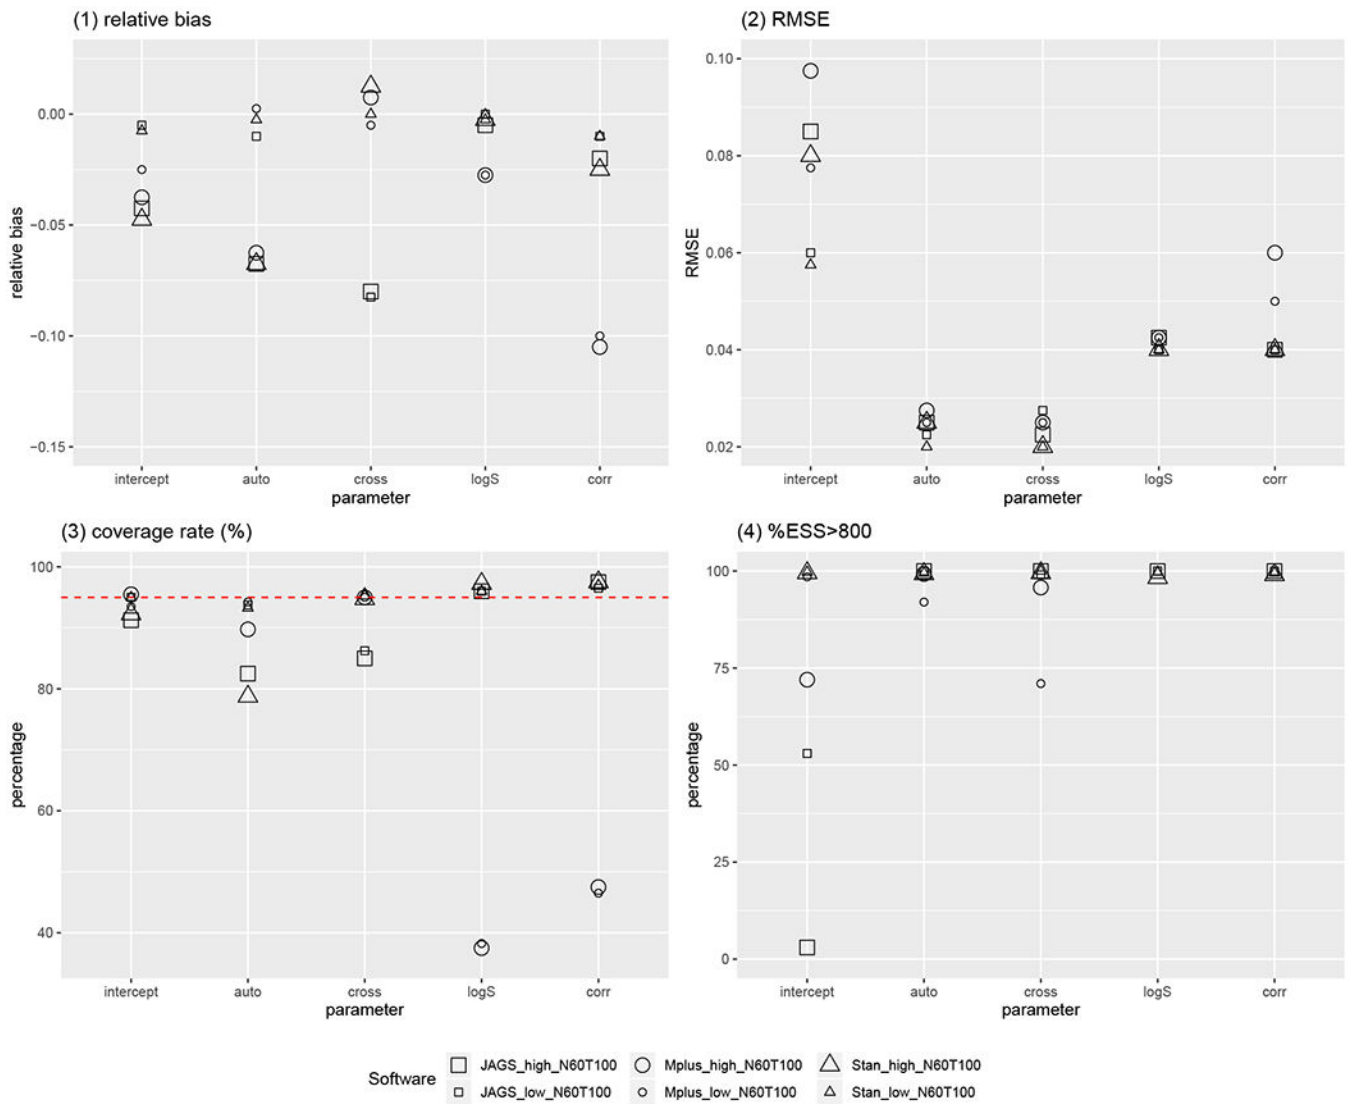 (1) relative bias
0.00
−0.05
−0.10
−0.15
relative bias
intercept auto cross logS corr
parameter
(2) RMSE
0.10
0.08
0.06
0.04
0.02
RMSE
intercept auto cross logS corr
parameter
(3) coverage rate (%)
100
80
60
40
percentage
intercept auto cross logS corr
parameter
(4) %ESS>800
100
75
50
25
0
percentage
intercept auto cross logS corr
parameter
Software
JAGS_high_N60T100 Mplus_high_N60T100 Stan_high_N60T100
JAGS_low_N60T100 Mplus_low_N60T100 Stan_low_N60T100